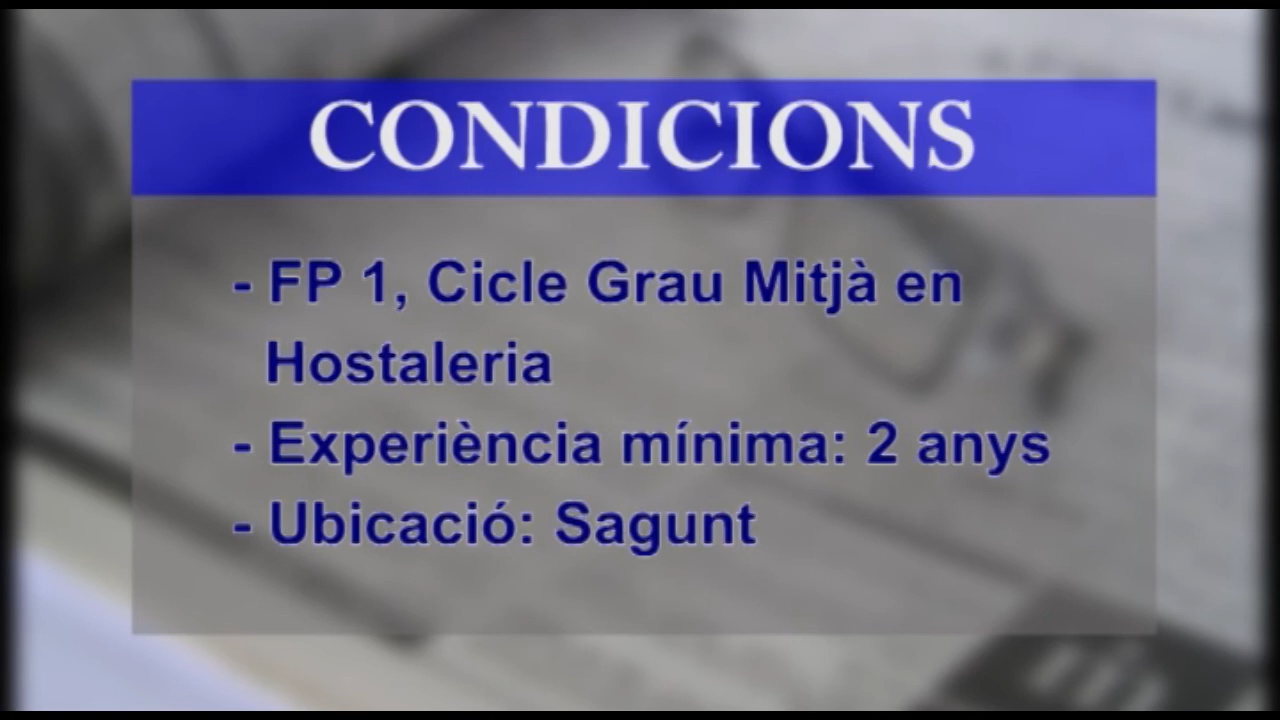 CONDICIONS
- FP 1, Cicle Grau Mitjà en
Hostaleria
- Experiència mínima: 2 anys
- Ubicació: Sagunt